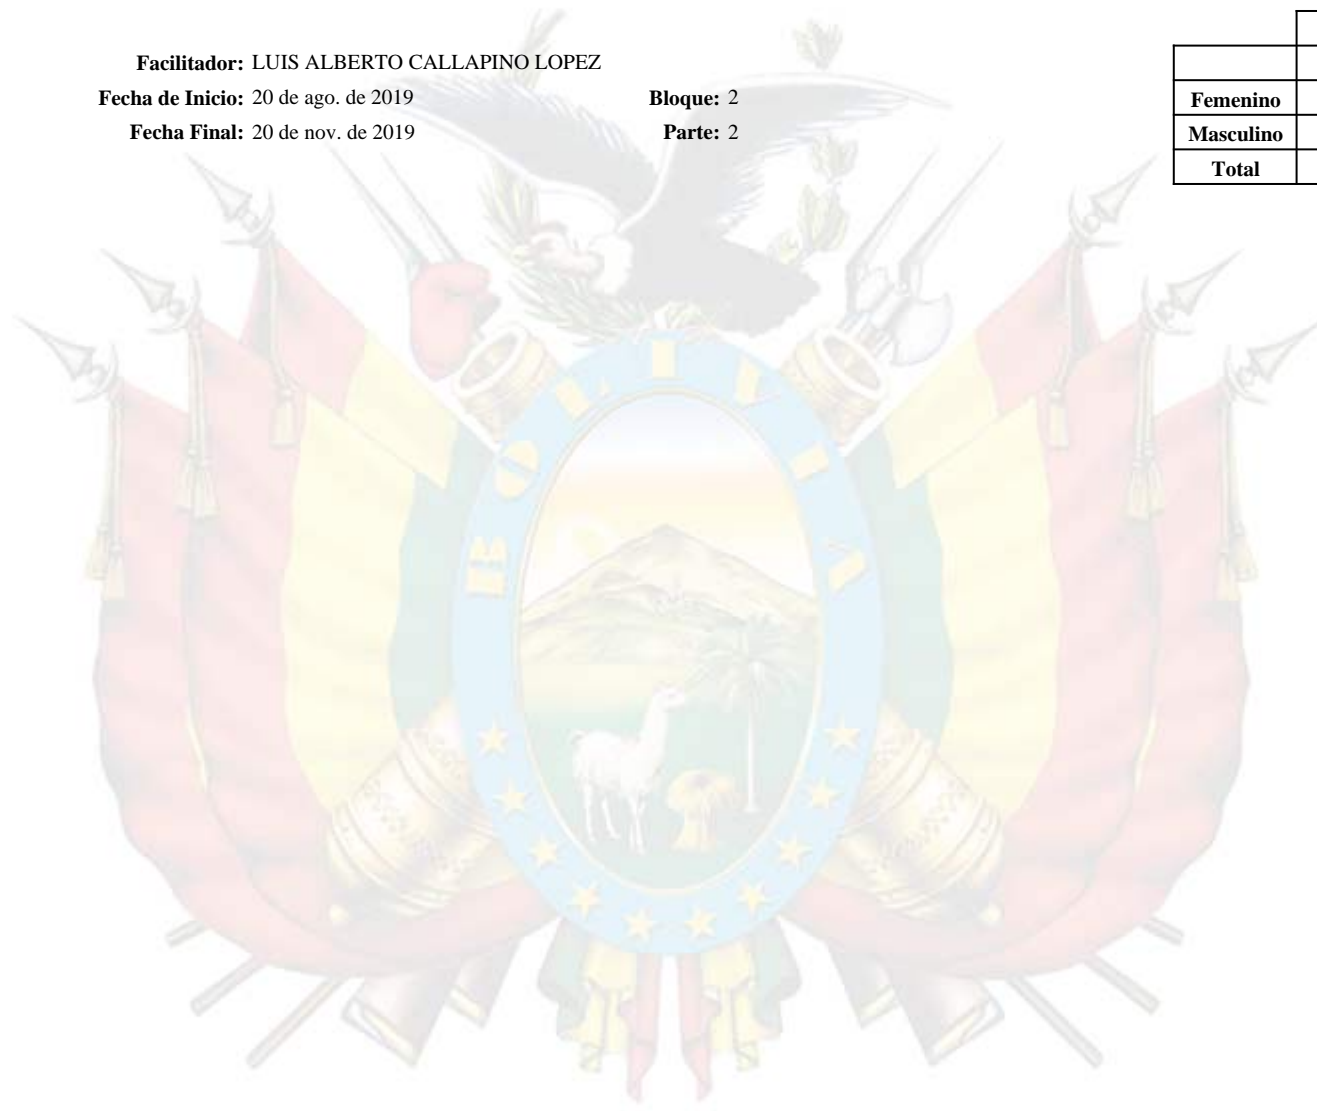 Facilitador: LUIS ALBERTO CALLAPINO LOPEZ
Fecha de Inicio: 20 de ago. de 2019 Bloque: 2
Fecha Final: 20 de nov. de 2019 Parte: 2
Femenino
Masculino
Total
BOLIVIA